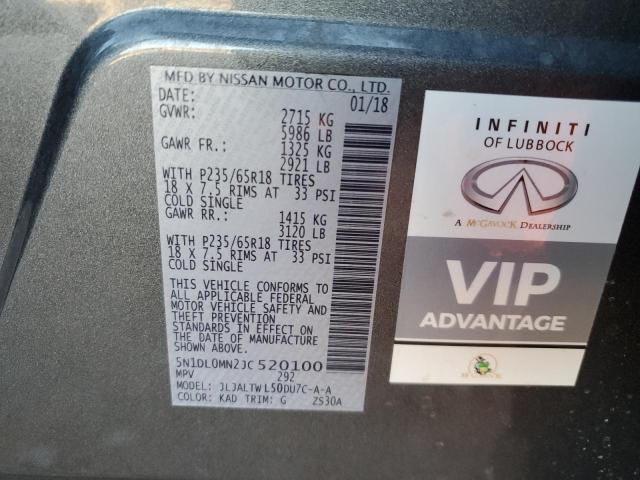 MFD BY NISSAN MOTOR CO., LTD.
DATE: 01/18
GVWR: 2715 KG
5986 LB
GAWR FR.: 1325 KG
2921 LB
WITH P235/65R18 TIRES
18 X 7.5 RIMS AT 33 PSI
COLD SINGLE
GAWR RR.: 1415 KG
3120 LB
WITH P235/65R18 TIRES
18 X 7.5 RIMS AT 33 PSI
COLD SINGLE
THIS VEHICLE CONFORMS TO
ALL APPLICABLE FEDERAL
MOTOR VEHICLE SAFETY AND
THEFT PREVENTION
STANDARDS IN EFFECT ON
THE DATE OF MANUFACTURE
SHOWN ABOVE.
5N1DL0MN2JC520100
MPV 292
MODEL: JLJALTWL50DU7C-A-A
COLOR: KAD TRIM: G ZS30A
INFINITI
OF LUBBOCK
A MCGAVOCK DEALERSHIP
VIP
ADVANTAGE